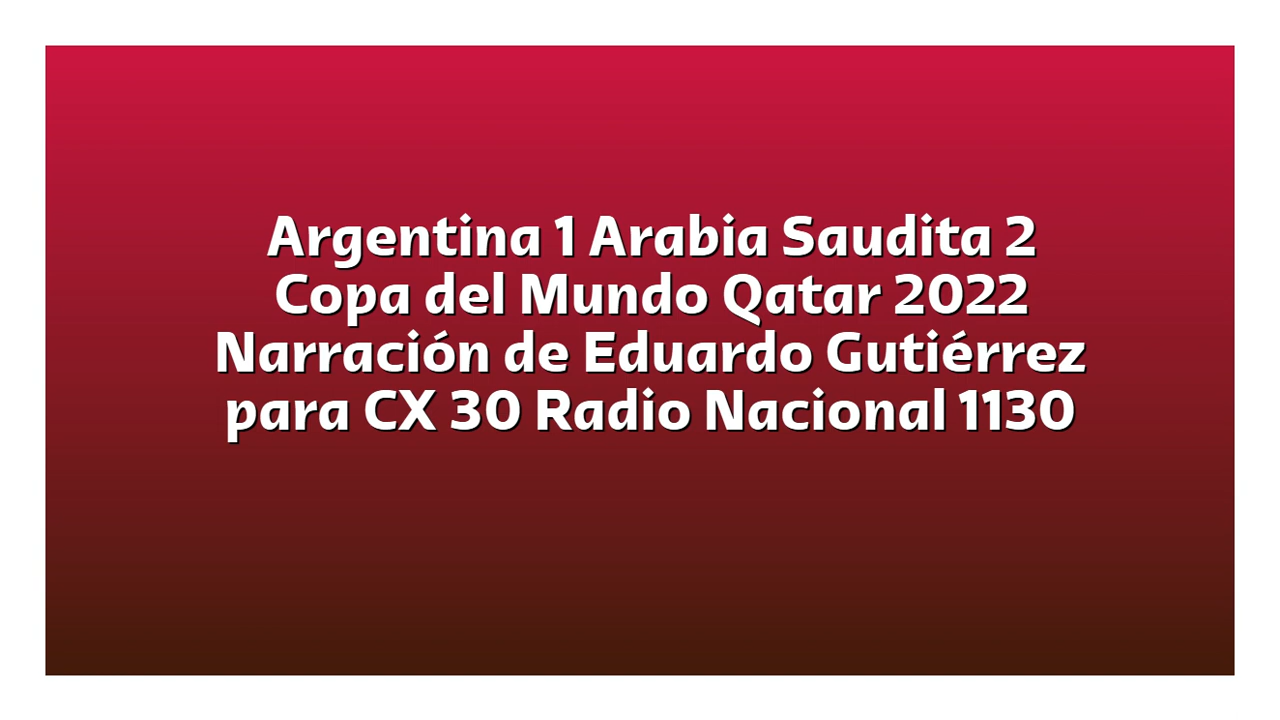 Argentina 1 Arabia Saudita 2
Copa del Mundo Qatar 2022
Narración de Eduardo Gutiérrez
para CX 30 Radio Nacional 1130